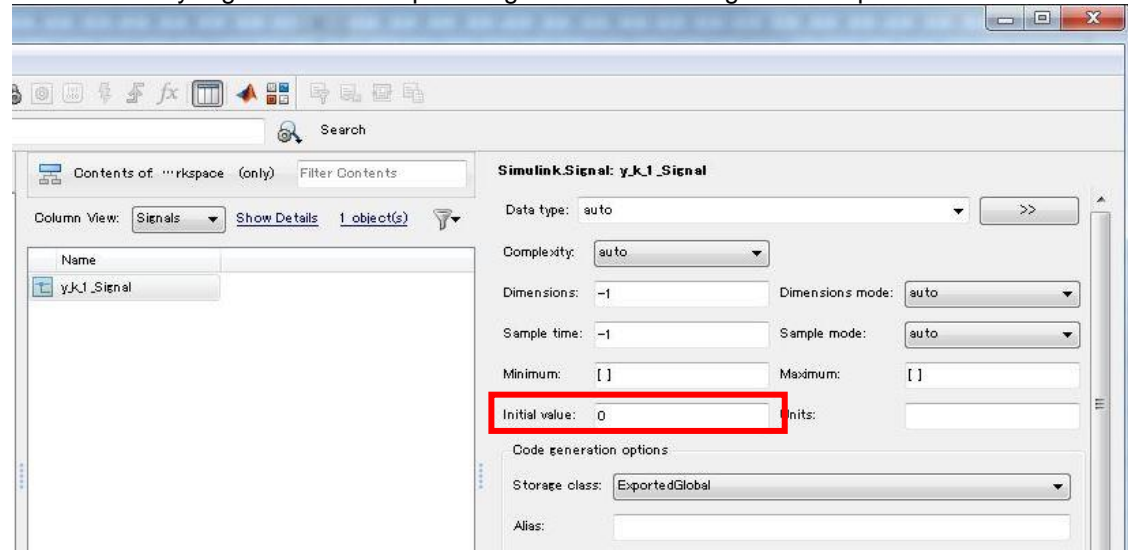 Search
Contents of: …rkspace (only) Filter Contents
Column View: Signals Show Details 1 object(s)
Name
y_k_1_Signal
Simulink.Signal: y_k_1_Signal
Data type: auto >>
Complexity: auto
Dimensions: -1 Dimensions mode: auto
Sample time: -1 Sample mode: auto
Minimum: [ ] Maximum: [ ]
Initial value: 0 Units:
Code generation options
Storage class: ExportedGlobal
Alias: